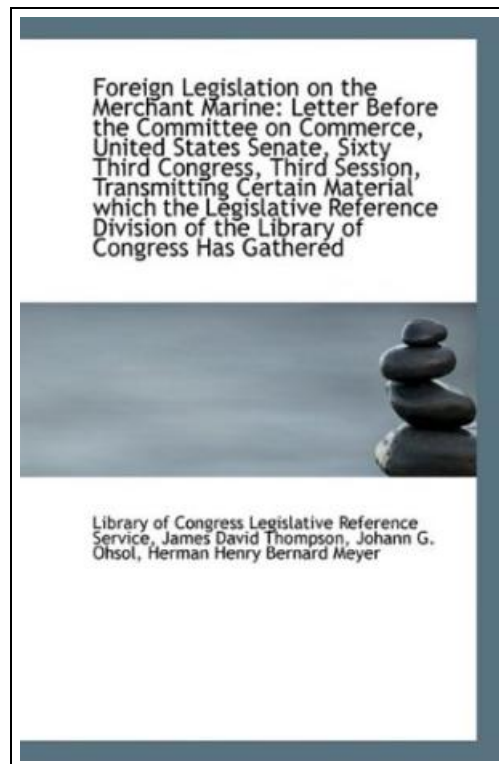 Foreign Legislation on the
Merchant Marine: Letter Before
the Committee on Commerce,
United States Senate, Sixty
Third Congress, Third Session,
Transmitting Certain Material
which the Legislative Reference
Division of the Library of
Congress Has Gathered
Library of Congress Legislative Reference
Service, James David Thompson, Johann G.
Ohsol, Herman Henry Bernard Meyer